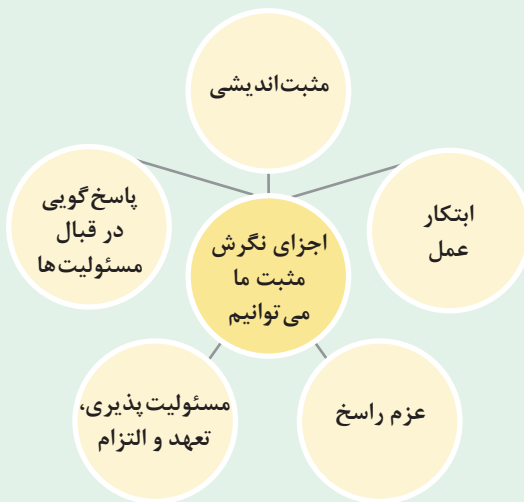 مثبت‌اندیشی
ابتکار
عمل
پاسخ‌گویی
در قبال
مسئولیت‌ها
اجزای نگرش
مثبت ما
می‌توانیم
عزم راسخ
مسئولیت‌پذیری،
تعهد و التزام